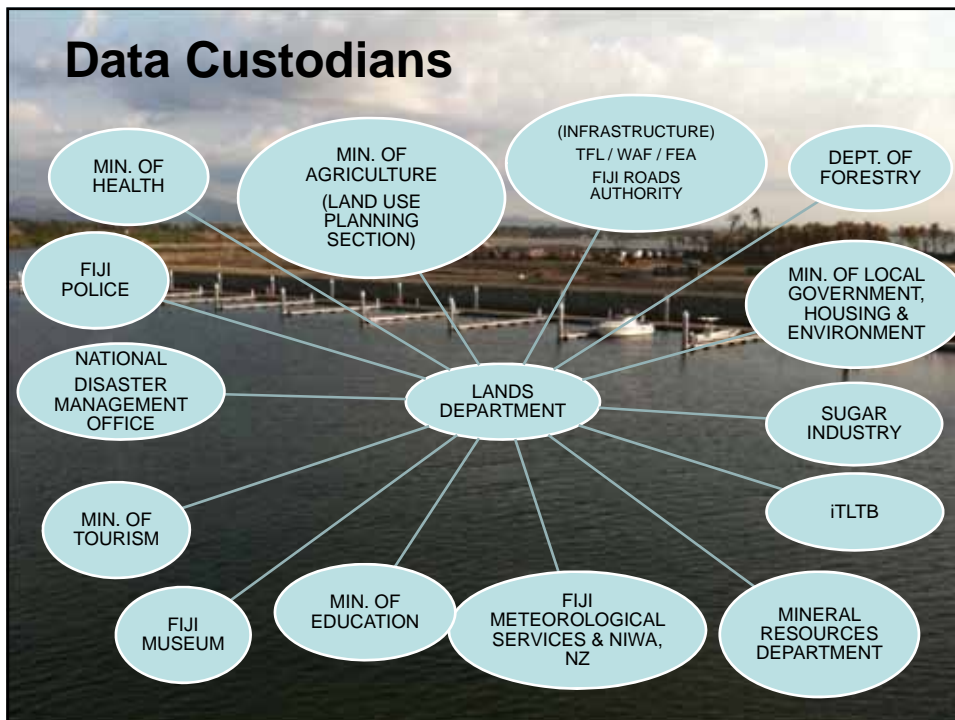 Data Custodians
MIN. OF
HEALTH
MIN. OF
AGRICULTURE
(LAND USE
PLANNING
SECTION)
(INFRASTRUCTURE)
TFL / WAF / FEA
FIJI ROADS
AUTHORITY
DEPT. OF
FORESTRY
FIJI
POLICE
MIN. OF LOCAL
GOVERNMENT,
HOUSING &
ENVIRONMENT
NATIONAL
DISASTER
MANAGEMENT
OFFICE
LANDS
DEPARTMENT
SUGAR
INDUSTRY
MIN. OF
TOURISM
iTLTB
FIJI
MUSEUM
MIN. OF
EDUCATION
FIJI
METEOROLOGICAL
SERVICES & NIWA,
NZ
MINERAL
RESOURCES
DEPARTMENT